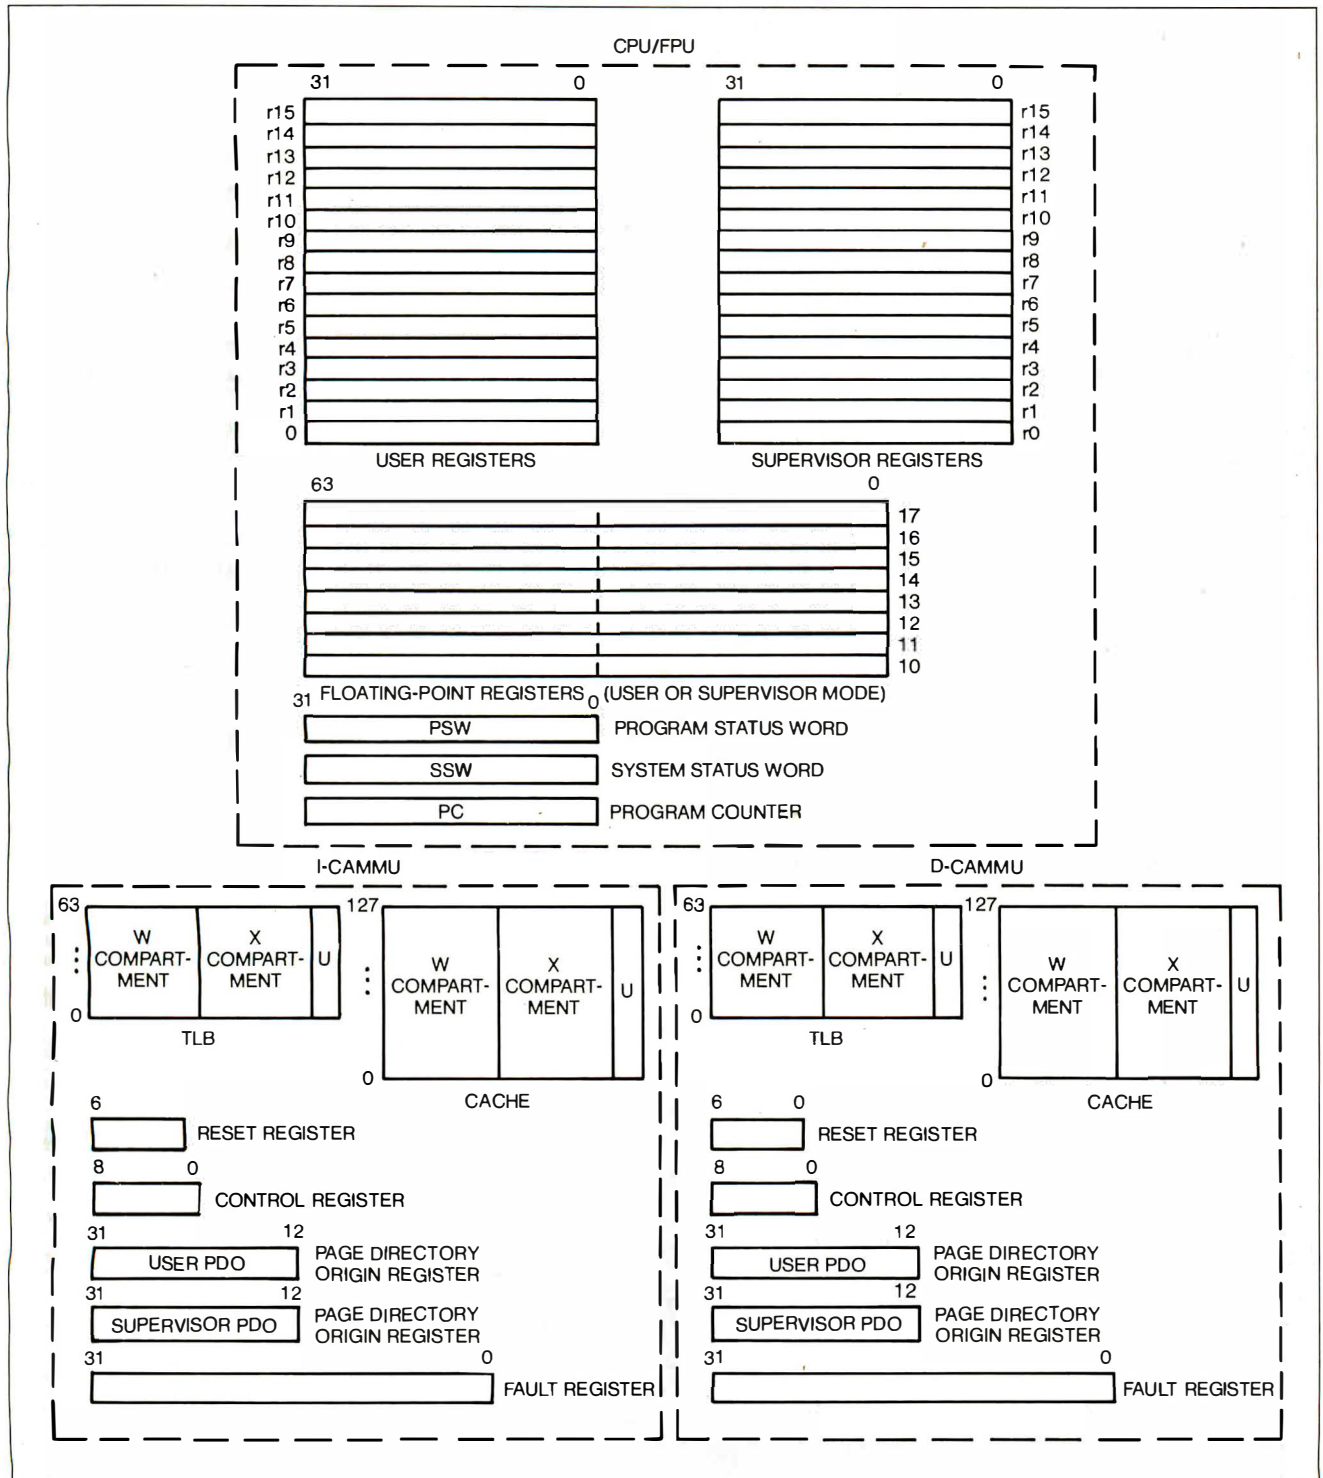 CPU/FPU
31 0 31 0
r15 r15
r14 r14
r13 r13
r12 r12
r11 r11
r10 r10
r9 r9
r8 r8
r7 r7
r6 r6
r5 r5
r4 r4
r3 r3
r2 r2
r1 r1
0 r0
USER REGISTERS SUPERVISOR REGISTERS
63 0
17
16
15
14
13
12
11
10
FLOATING-POINT REGISTERS (USER OR SUPERVISOR MODE)
31 0
PSW PROGRAM STATUS WORD
SSW SYSTEM STATUS WORD
PC PROGRAM COUNTER
I-CAMMU
63 127
W
COMPART-
MENT
X
COMPART-
MENT
U
0
TLB
W
COMPART-
MENT
X
COMPART-
MENT
U
0
CACHE
6
RESET REGISTER
8 0
CONTROL REGISTER
31 12
USER PDO
PAGE DIRECTORY
ORIGIN REGISTER
31 12
SUPERVISOR PDO
PAGE DIRECTORY
ORIGIN REGISTER
31 0
FAULT REGISTER
D-CAMMU
63 127
W
COMPART-
MENT
X
COMPART-
MENT
U
0
TLB
W
COMPART-
MENT
X
COMPART-
MENT
U
0
CACHE
6 0
RESET REGISTER
8 0
CONTROL REGISTER
31 12
USER PDO
PAGE DIRECTORY
ORIGIN REGISTER
31 12
SUPERVISOR PDO
PAGE DIRECTORY
ORIGIN REGISTER
31 0
FAULT REGISTER